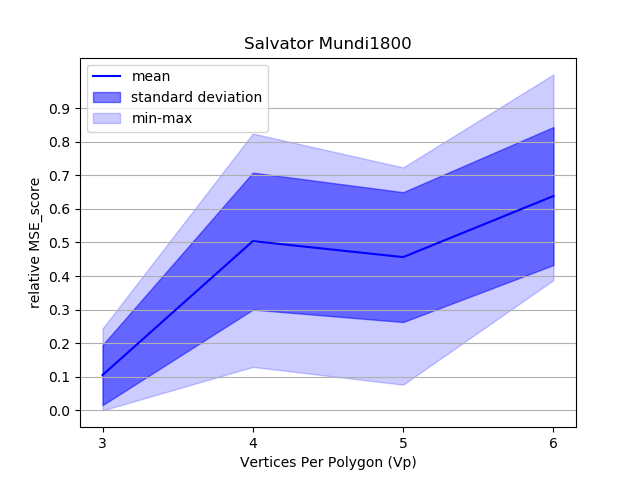 Salvator Mundi1800
mean
standard deviation
min-max
relative MSE_score
0.9
0.8
0.7
0.6
0.5
0.4
0.3
0.2
0.1
0.0
3 4 5 6
Vertices Per Polygon (Vp)